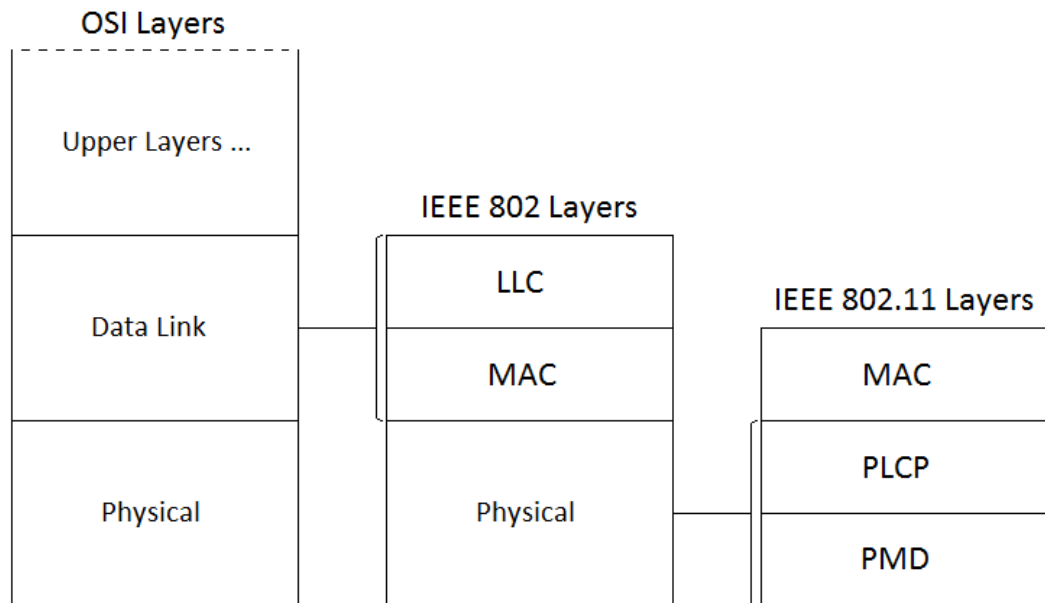 OSI Layers
Upper Layers ...
Data Link
Physical
IEEE 802 Layers
LLC
MAC
Physical
IEEE 802.11 Layers
MAC
PLCP
PMD